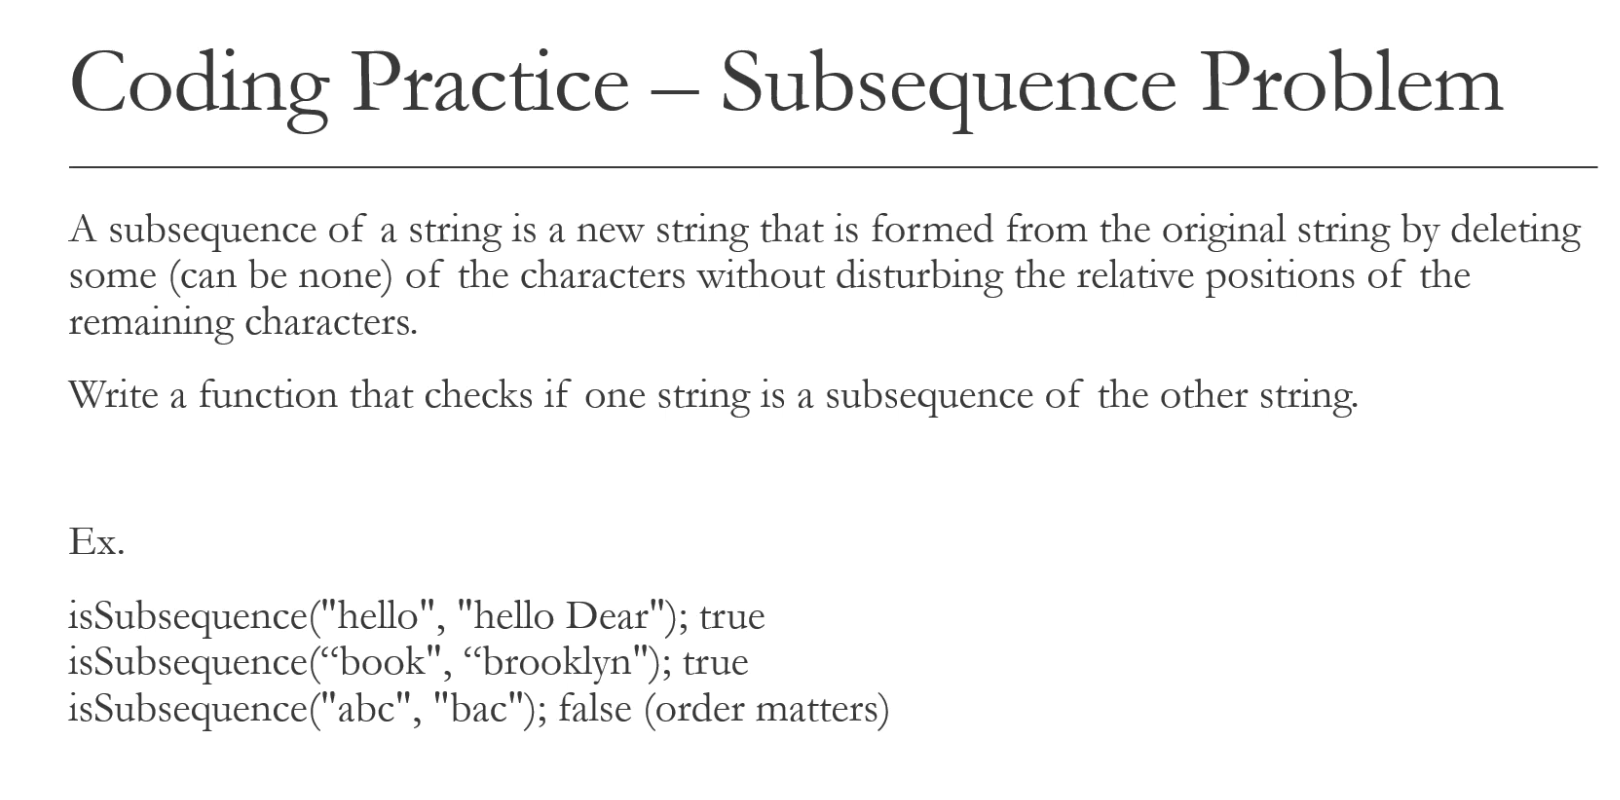 Coding Practice – Subsequence Problem
A subsequence of a string is a new string that is formed from the original string by deleting
some (can be none) of the characters without disturbing the relative positions of the
remaining characters.
Write a function that checks if one string is a subsequence of the other string.
Ex.
isSubsequence("hello", "hello Dear"); true
isSubsequence(“book", “brooklyn"); true
isSubsequence("abc", "bac"); false (order matters)